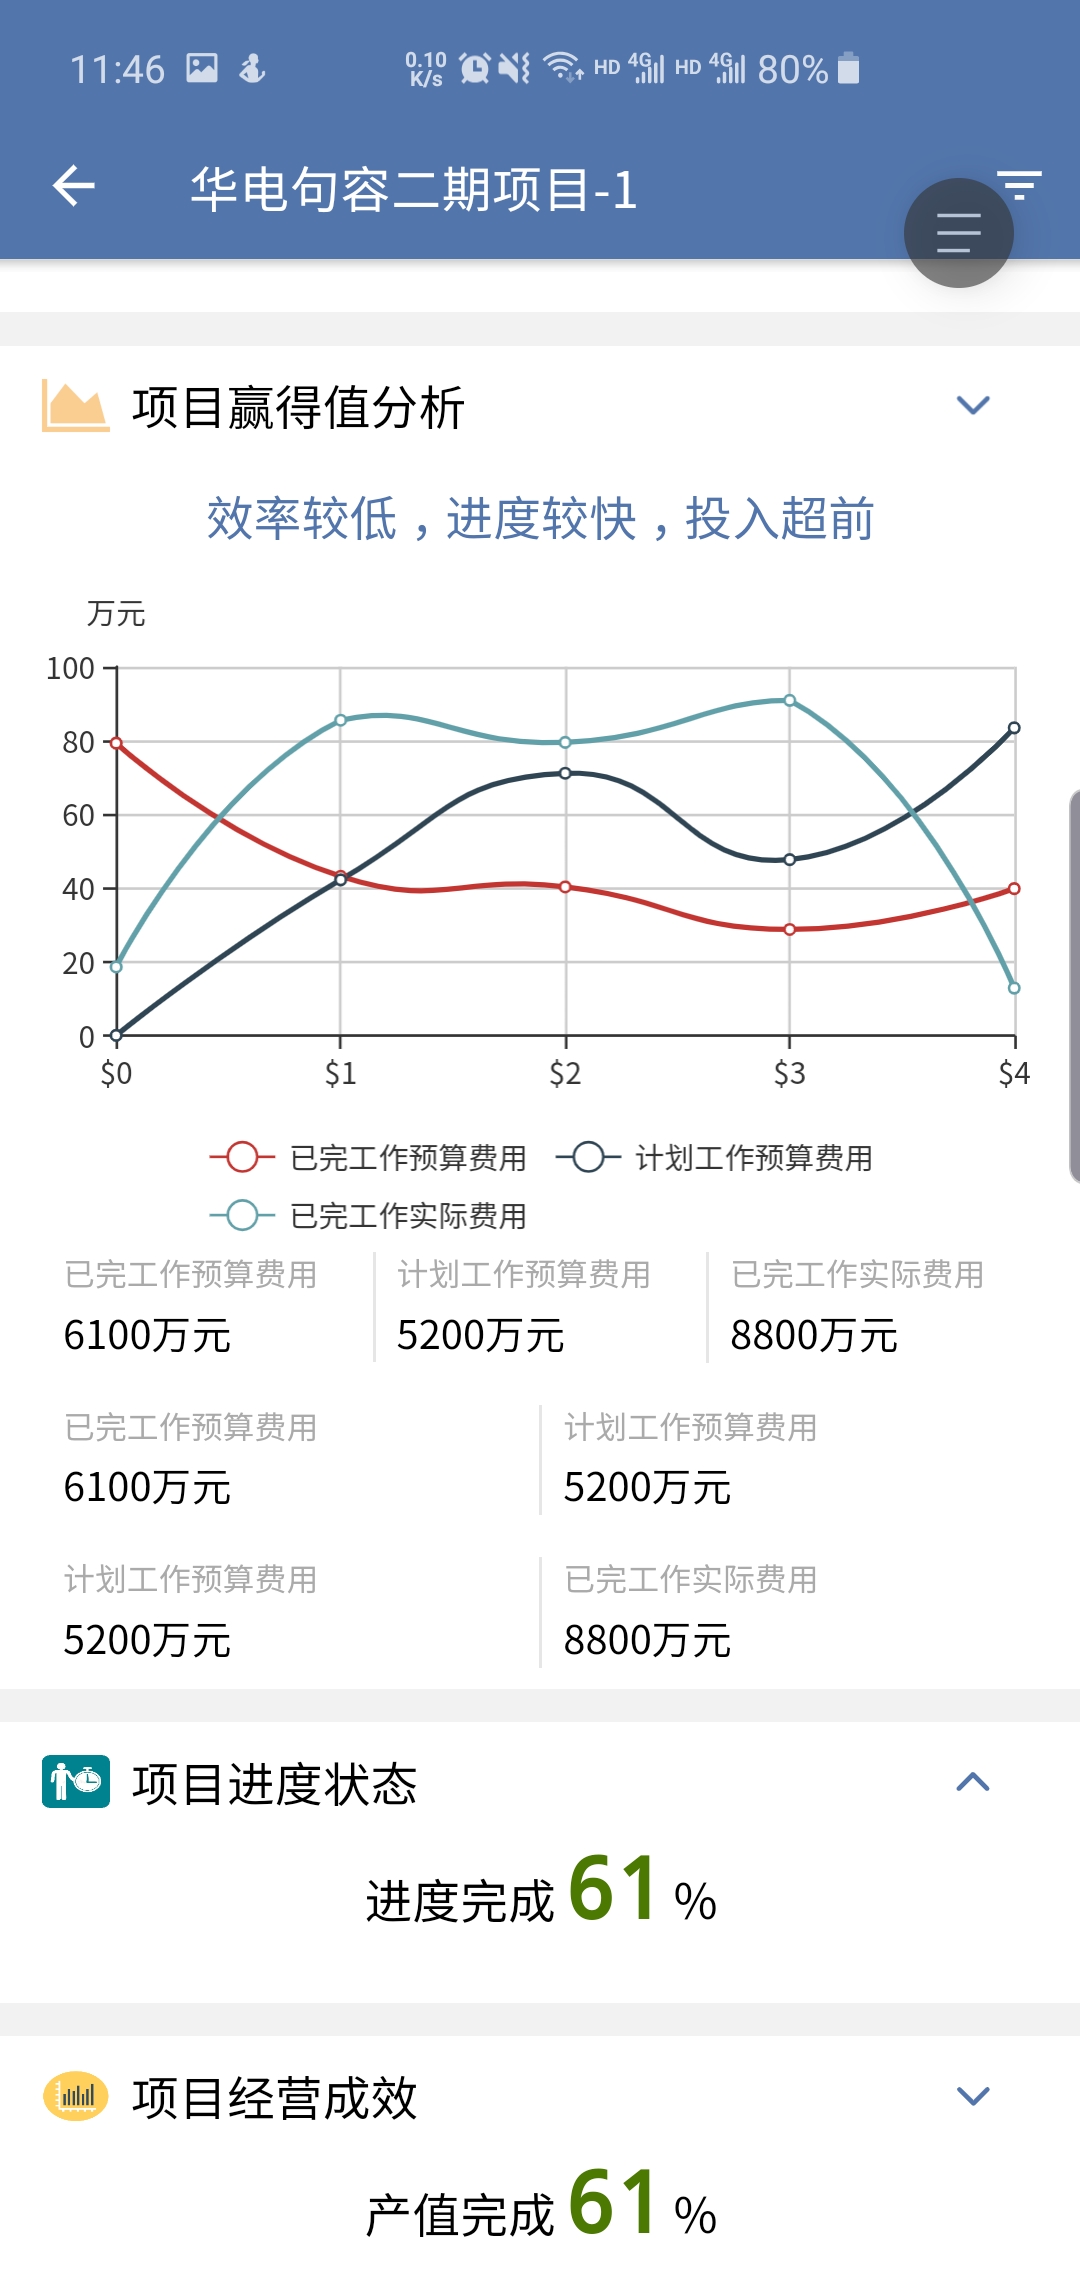 11:46 0.10 K/s HD 4G HD 4G 80%
华电句容二期项目-1
项目赢得值分析
效率较低，进度较快，投入超前
万元
100
80
60
40
20
0
$0 $1 $2 $3 $4
已完工作预算费用 计划工作预算费用
已完工作实际费用
已完工作预算费用 计划工作预算费用 已完工作实际费用
6100万元 5200万元 8800万元
已完工作预算费用 计划工作预算费用
6100万元 5200万元
计划工作预算费用 已完工作实际费用
5200万元 8800万元
项目进度状态
进度完成 61 %
项目经营成效
产值完成 61 %